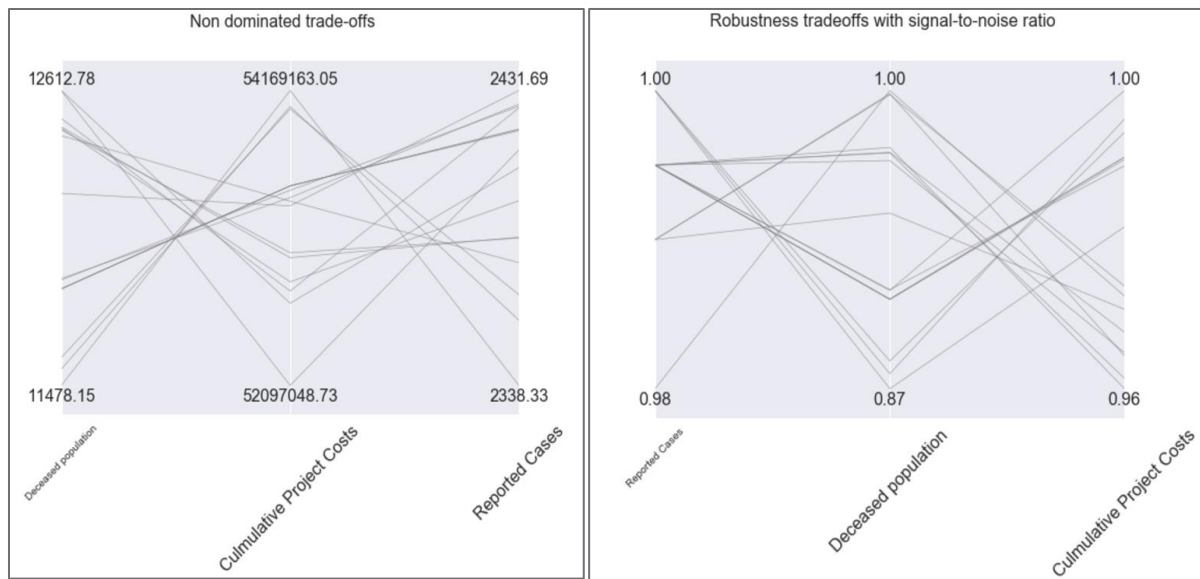 Non dominated trade-offs
12612.78 54169163.05 2431.69
11478.15 52097048.73 2338.33
Deceased population
Culmulative Project Costs
Reported Cases
Robustness tradeoffs with signal-to-noise ratio
1.00 1.00 1.00
0.98 0.87 0.96
Reported Cases
Deceased population
Culmulative Project Costs